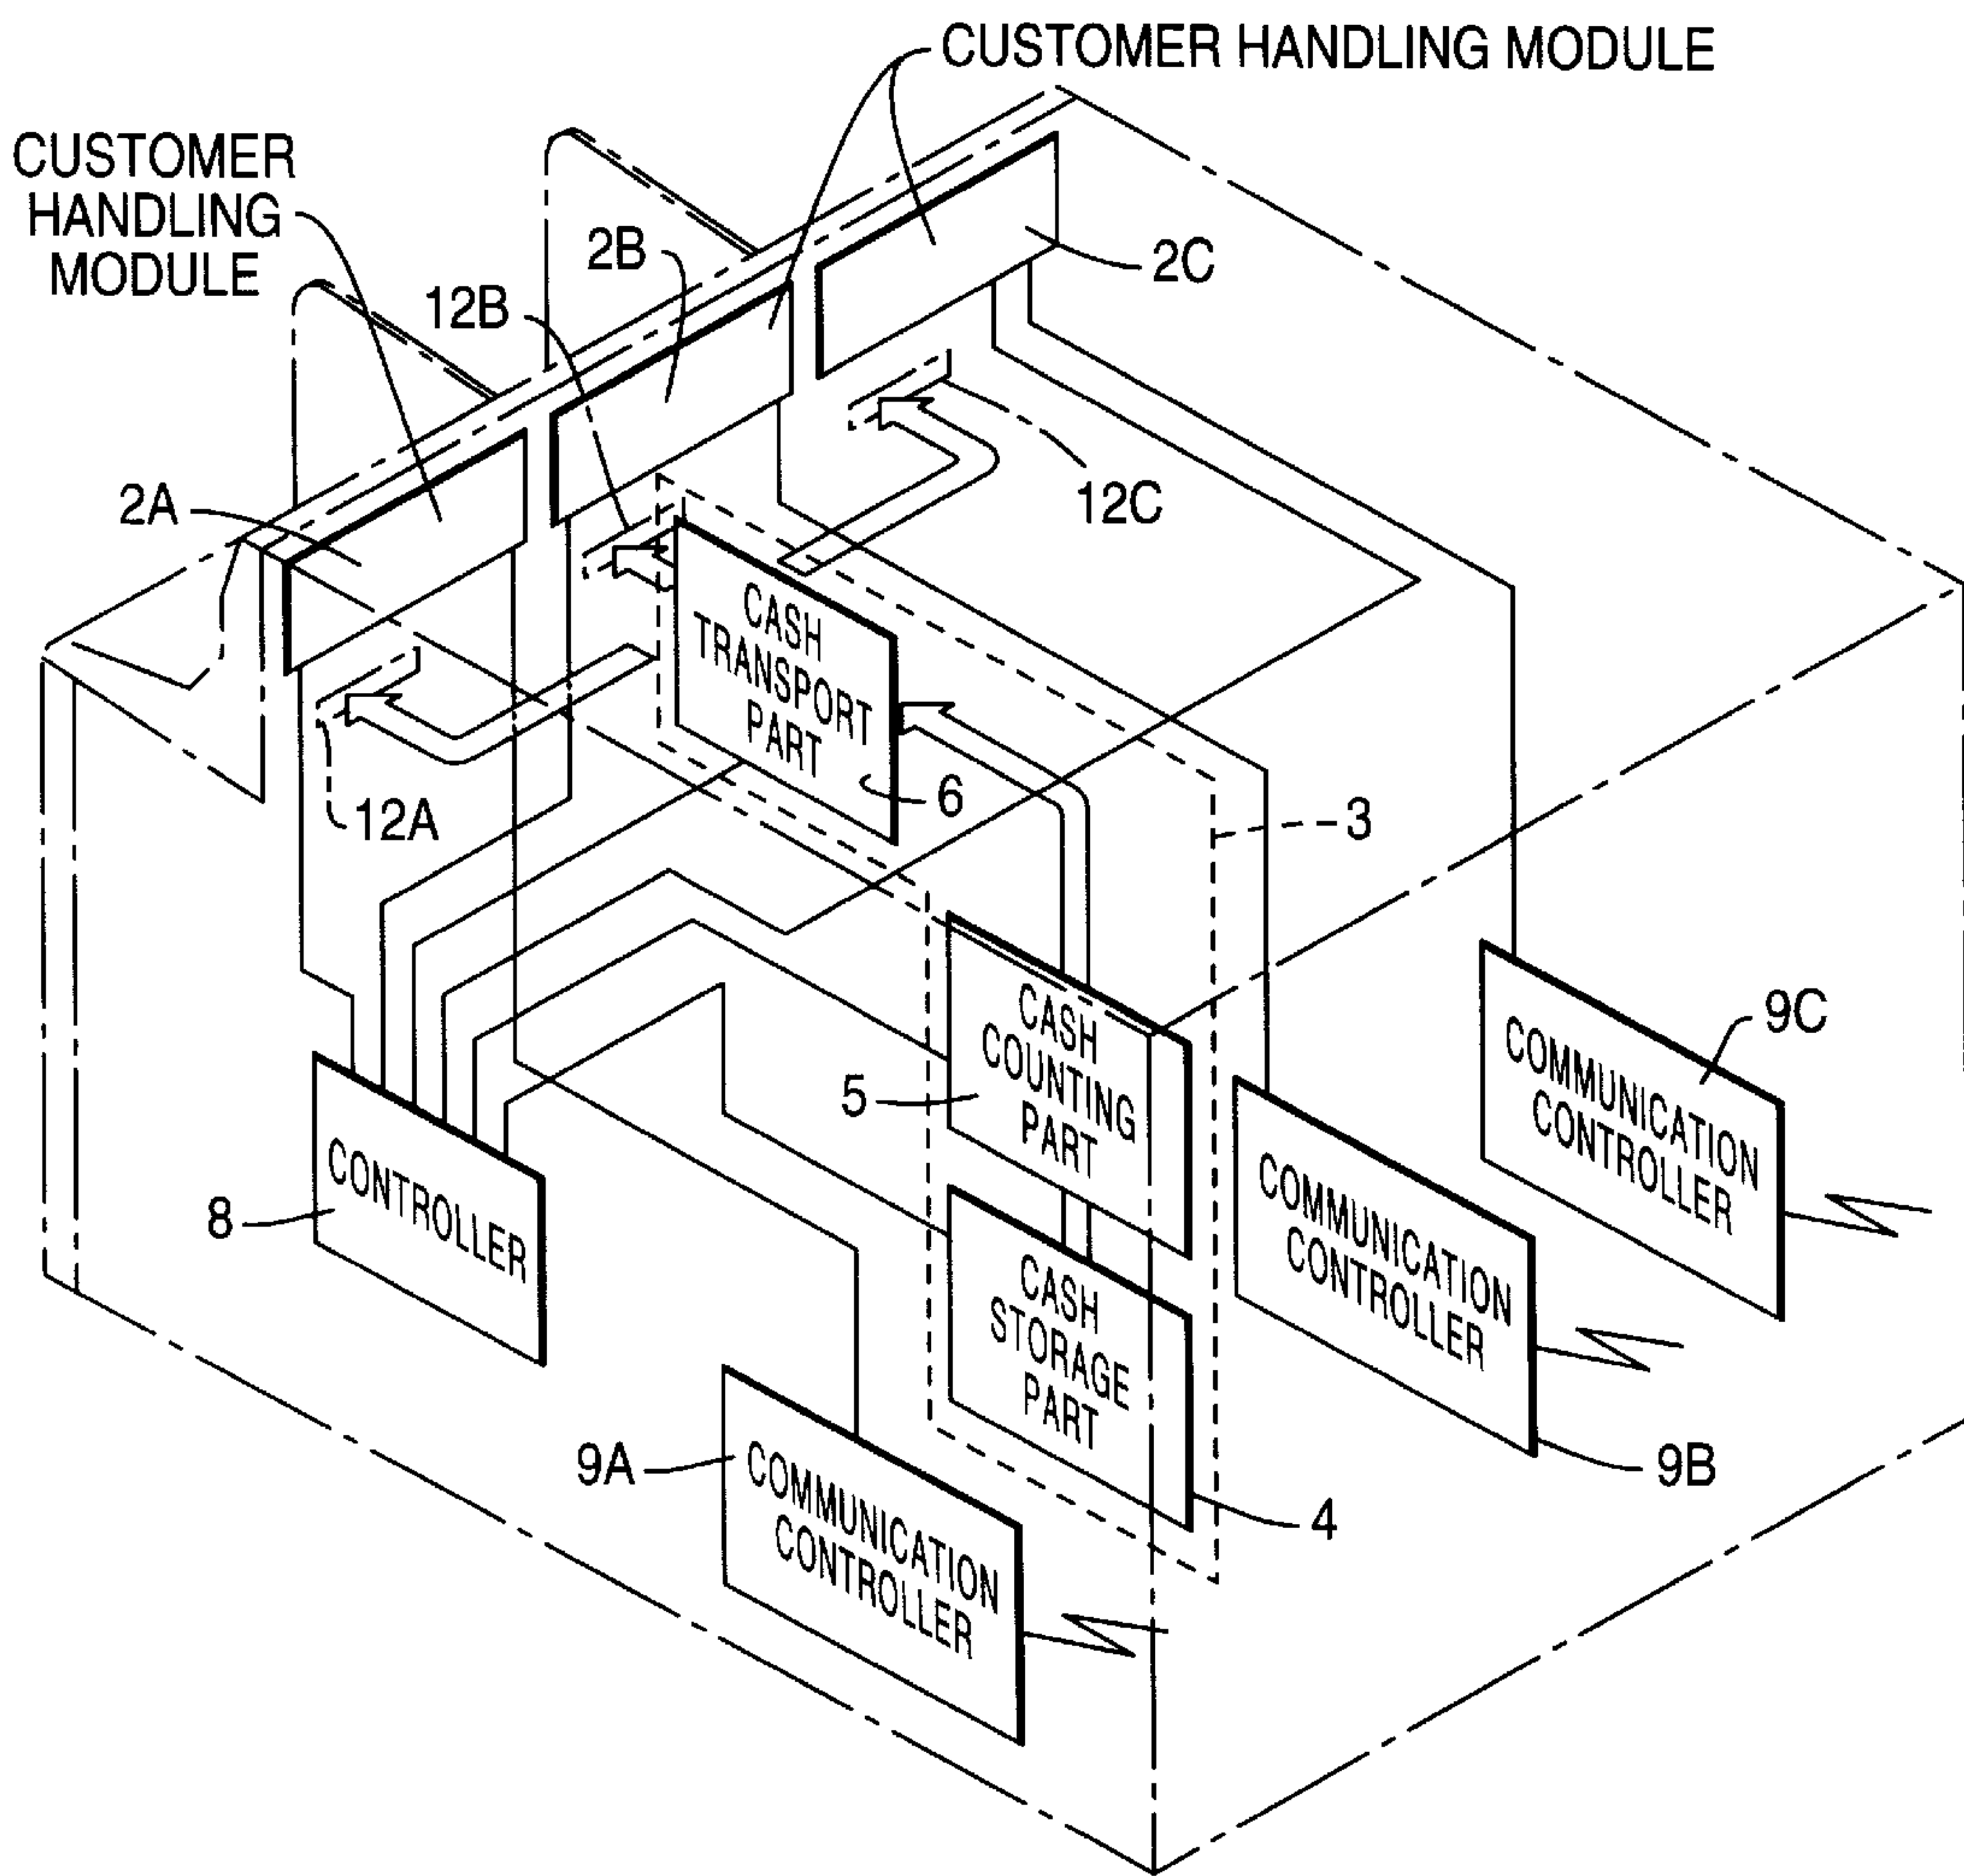 CUSTOMER HANDLING MODULE
CUSTOMER
HANDLING
MODULE
2B
2C
12B
2A
12C
CASH
TRANSPORT
PART
6
12A
3
CASH
COUNTING
PART
5
9C
COMMUNICATION
CONTROLLER
CONTROLLER
8
COMMUNICATION
CONTROLLER
CASH
STORAGE
PART
9A
9B
4
COMMUNICATION
CONTROLLER